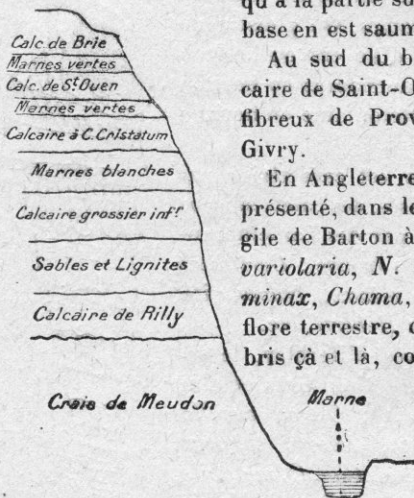 Calc. de Brie
Marnes vertes
Calc. de St Ouen
Marnes vertes
Calcaire à C. Cristatum
Marnes blanches
Calcaire grossier inf.r
Sables et Lignites
Calcaire de Rilly
Craie de Meudon
Marne
qu'à la partie su
base en est saum
Au sud du b
caire de Saint-O
fibreux de Prov
Givry.
En Angleterre
présenté, dans le
gile de Barton à
variolaria, N.
minax, Chama,
flore terrestre, d
bris çà et là, co